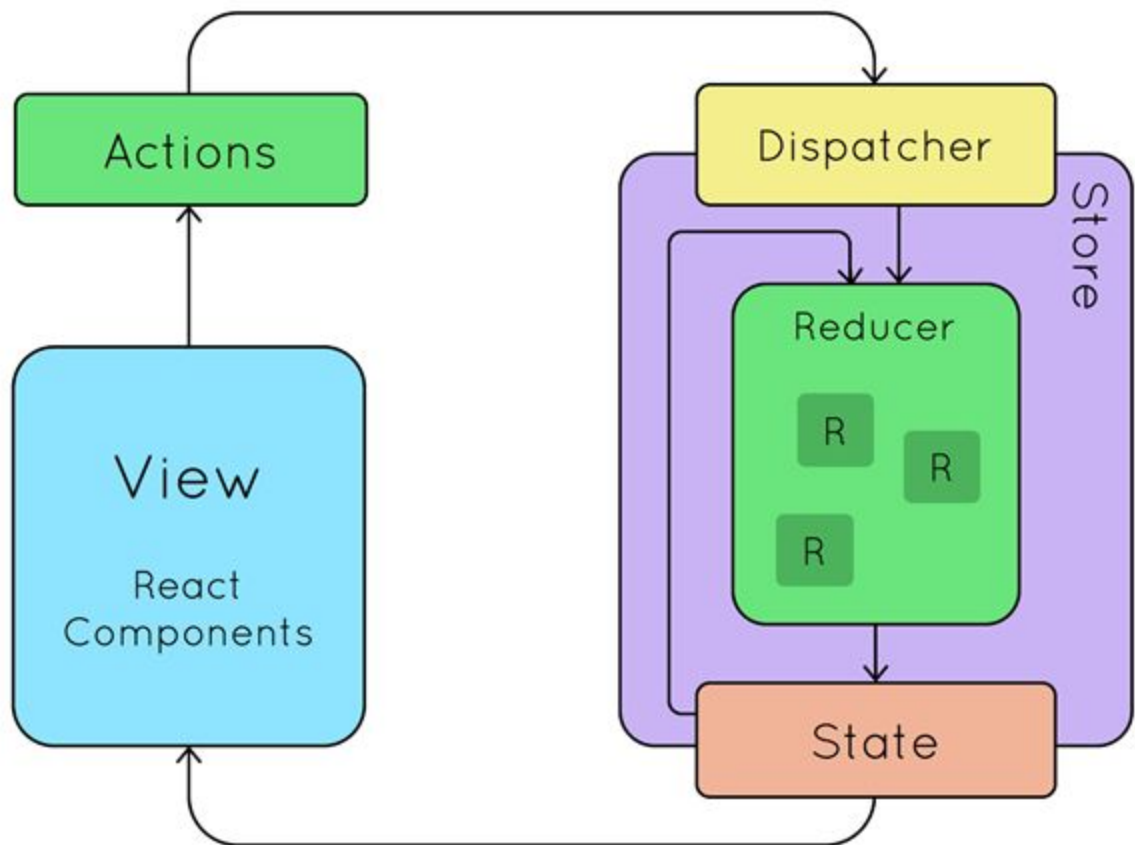 Actions
Dispatcher
Store
Reducer
R
R
R
View
React
Components
State